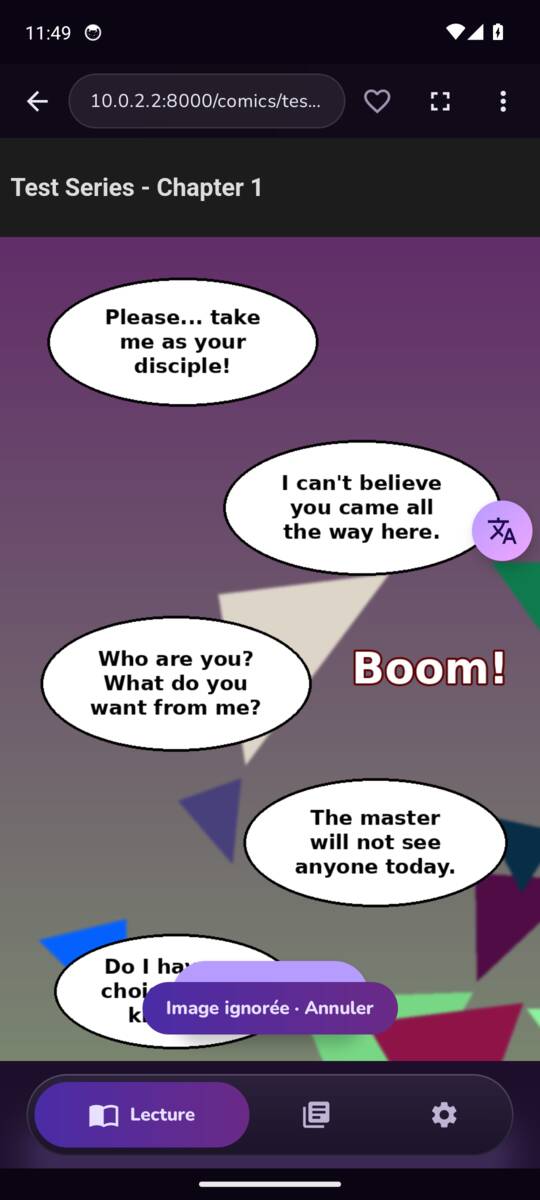 11:49
10.0.2.2:8000/comics/tes...
Test Series - Chapter 1
Please... take
me as your
disciple!
I can't believe
you came all
the way here.
Who are you?
What do you
want from me?
Boom!
The master
will not see
anyone today.
Do I
Image ignorée · Annuler
Lecture